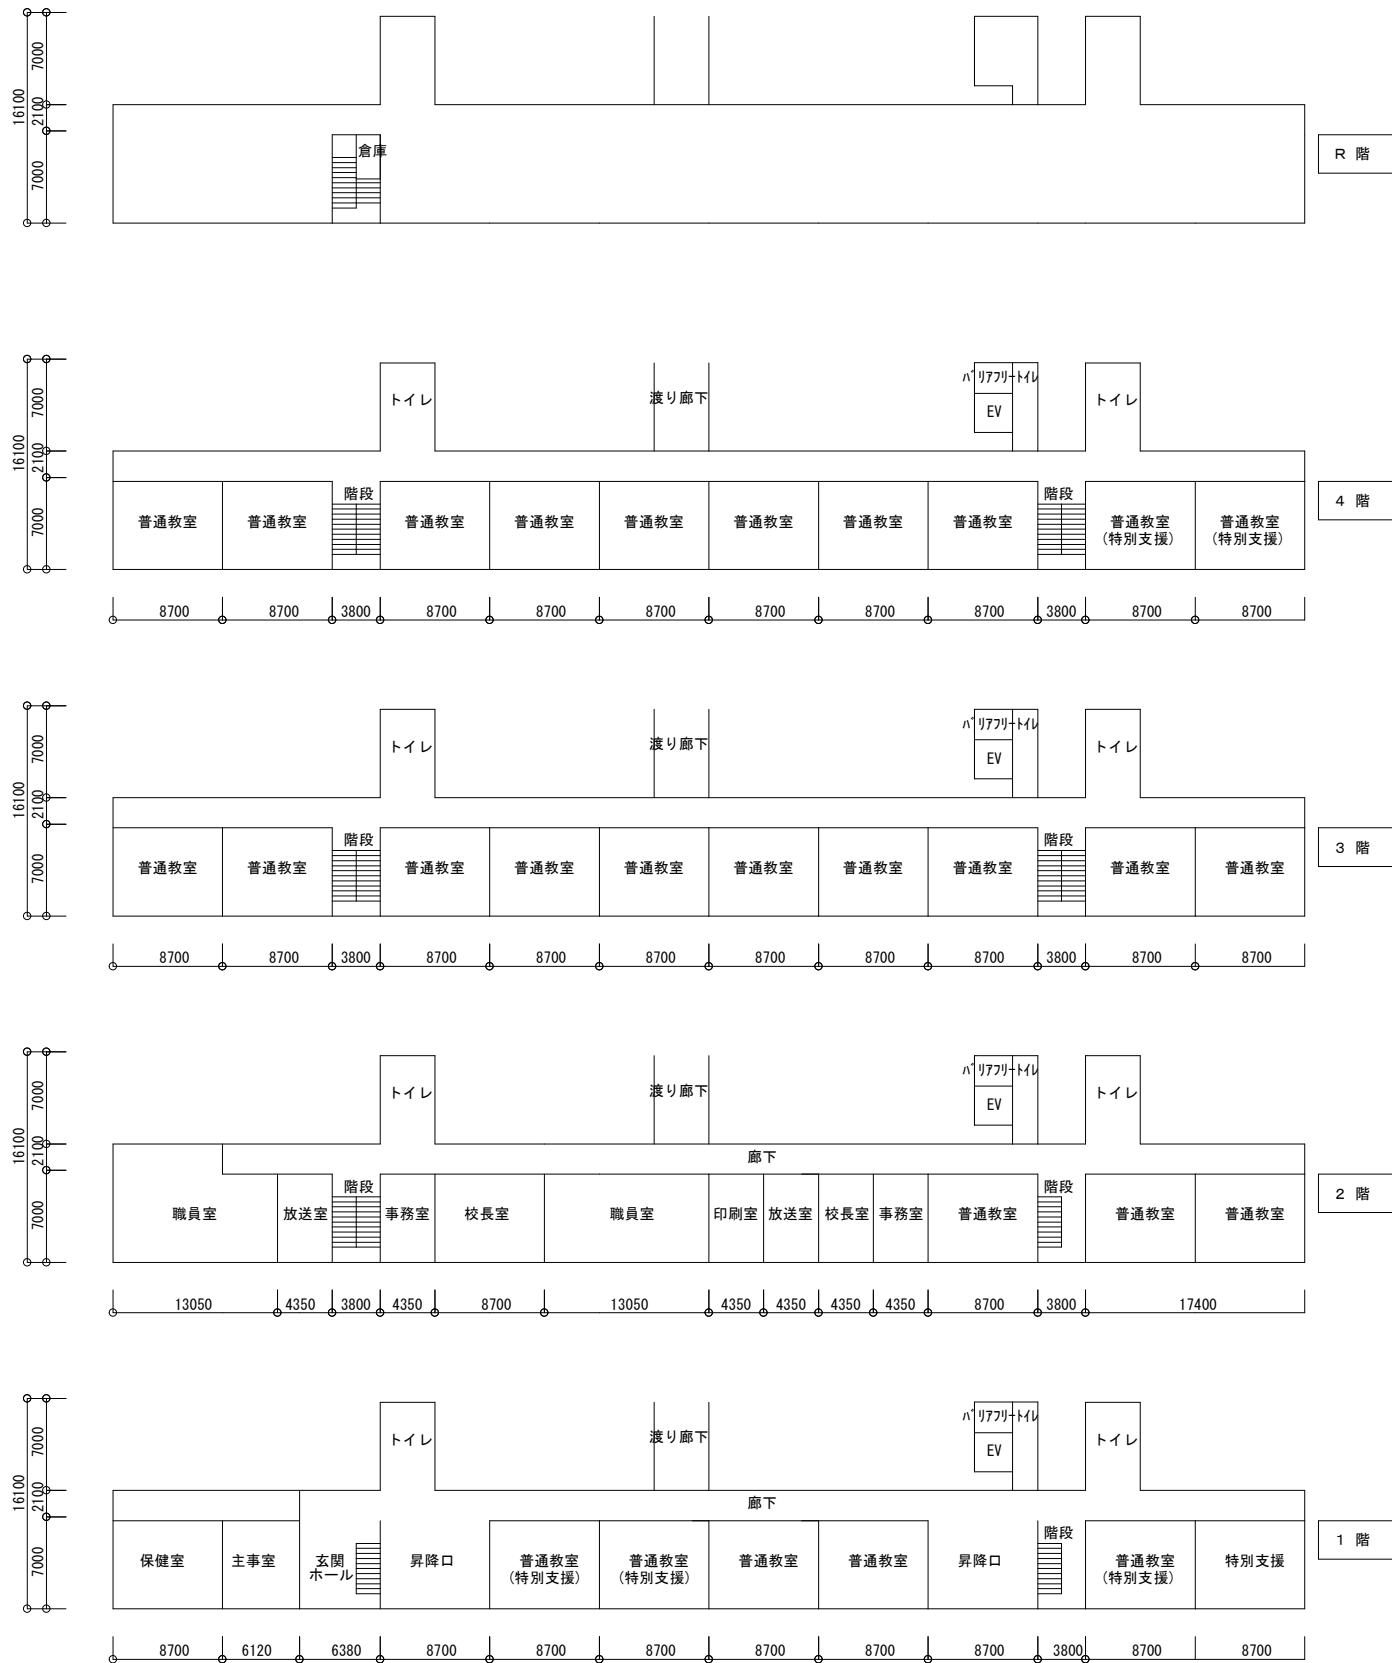 7000
16100
2100
7000
倉庫
R 階
7000
16100
2100
7000
トイレ
渡り廊下
バリアフリートイレ
EV
トイレ
階段
階段
普通教室
普通教室
普通教室
普通教室
普通教室
普通教室
普通教室
普通教室
普通教室
(特別支援)
普通教室
(特別支援)
4 階
8700
8700
3800
8700
8700
8700
8700
8700
8700
3800
8700
8700
7000
16100
2100
7000
トイレ
渡り廊下
バリアフリートイレ
EV
トイレ
階段
階段
普通教室
普通教室
普通教室
普通教室
普通教室
普通教室
普通教室
普通教室
普通教室
普通教室
3 階
8700
8700
3800
8700
8700
8700
8700
8700
8700
3800
8700
8700
7000
16100
2100
7000
トイレ
渡り廊下
バリアフリートイレ
EV
トイレ
廊下
階段
階段
職員室
放送室
事務室
校長室
職員室
印刷室
放送室
校長室
事務室
普通教室
普通教室
普通教室
2 階
13050
4350
3800
4350
8700
13050
4350
4350
4350
4350
8700
3800
17400
7000
16100
2100
7000
トイレ
渡り廊下
バリアフリートイレ
EV
トイレ
廊下
階段
保健室
主事室
玄関
ホール
昇降口
普通教室
(特別支援)
普通教室
(特別支援)
普通教室
普通教室
昇降口
普通教室
(特別支援)
特別支援
1 階
8700
6120
6380
8700
8700
8700
8700
8700
8700
3800
8700
8700